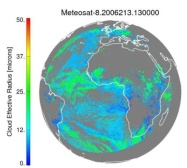 Meteosat-8.2006213.130000
50.
37.
25.
12.
0.
Cloud Effective Radius [microns]